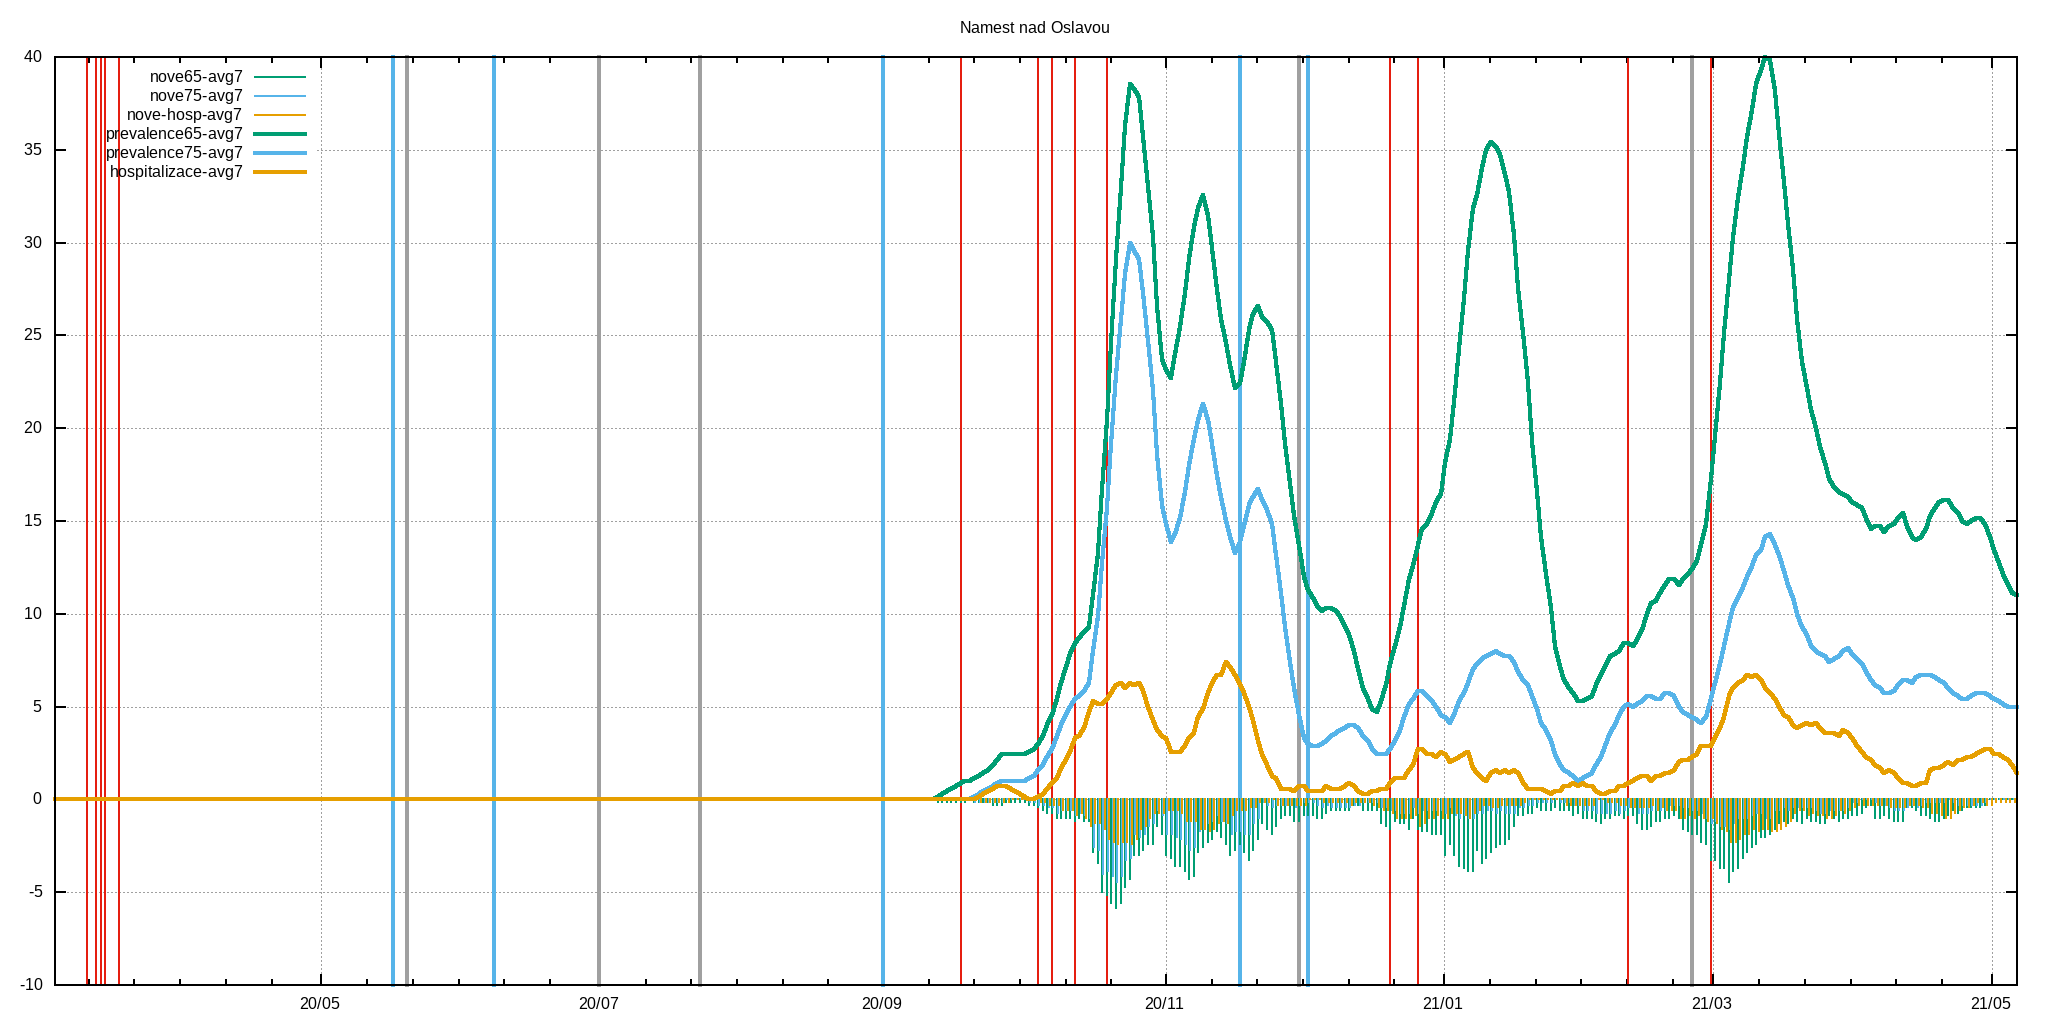 Namest nad Oslavou
40
35
30
25
20
15
10
5
0
-5
-10
nove65-avg7
nove75-avg7
nove-hosp-avg7
prevalence65-avg7
prevalence75-avg7
hospitalizace-avg7
20/05
20/07
20/09
20/11
21/01
21/03
21/05